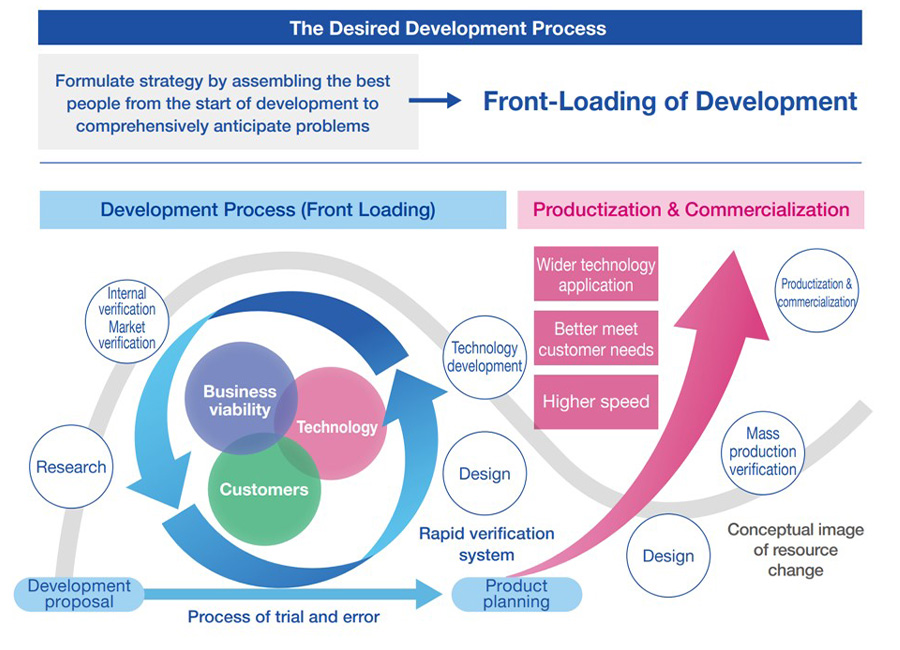 The Desired Development Process
Formulate strategy by assembling the best
people from the start of development to
comprehensively anticipate problems
Front-Loading of Development
Development Process (Front Loading)
Productization & Commercialization
Internal
verification
Market
verification
Research
Business
viability
Technology
Customers
Technology
development
Design
Rapid verification
system
Development
proposal
Process of trial and error
Product
planning
Wider technology
application
Better meet
customer needs
Higher speed
Productization &
commercialization
Mass
production
verification
Design
Conceptual image
of resource
change